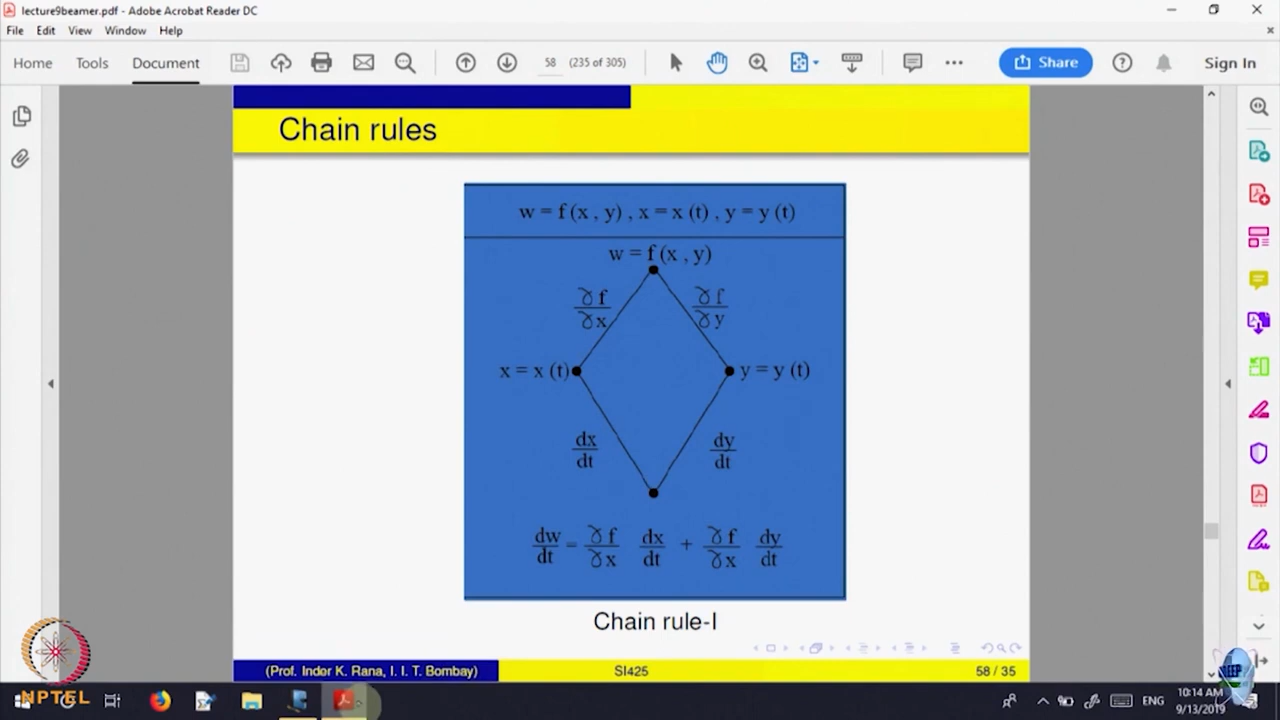 lecture9beamer.pdf - Adobe Acrobat Reader DC
File Edit View Window Help
Home Tools Document 58 (235 of 305) Share Sign In
Chain rules
w = f (x , y) , x = x (t) , y = y (t)
w = f (x , y)
∂f/∂x ∂f/∂y
x = x (t) y = y (t)
dx/dt dy/dt
dw/dt = ∂f/∂x dx/dt + ∂f/∂x dy/dt
Chain rule-I
(Prof. Indor K. Rana, I. I. T. Bombay) SI425 58 / 35
NPTEL ENG 10:14 AM
9/13/2019